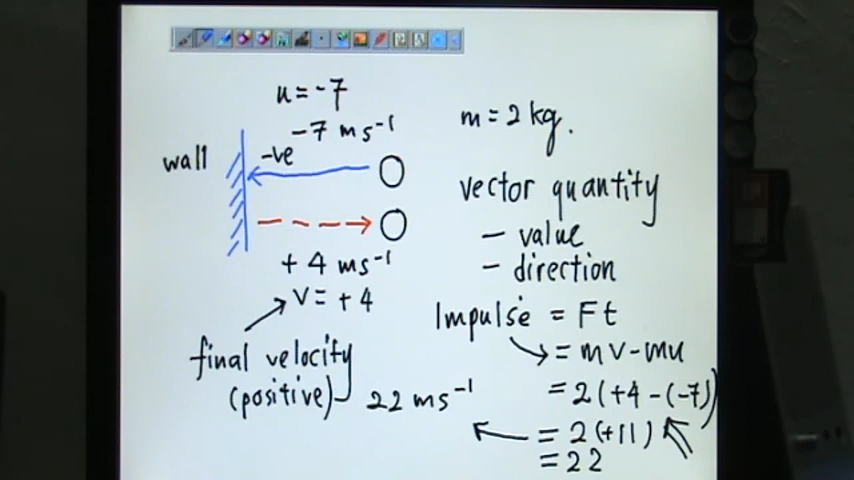 u = -7
-7 ms⁻¹
wall
-ve
+ 4 ms⁻¹
V = + 4
final velocity
(positive)
22 ms⁻¹
m = 2 kg.
vector quantity
- value
- direction
Impulse = Ft
= mv - mu
= 2 (+4 - (-7))
= 2 (+11)
= 22